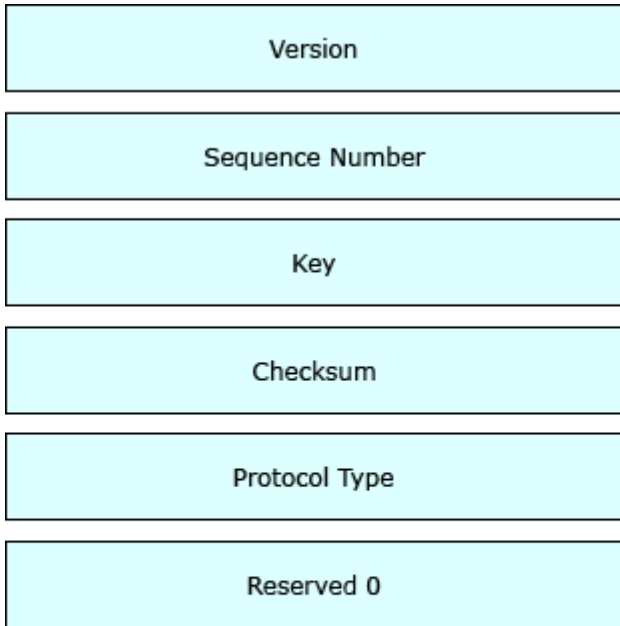 Version
Sequence Number
Key
Checksum
Protocol Type
Reserved 0